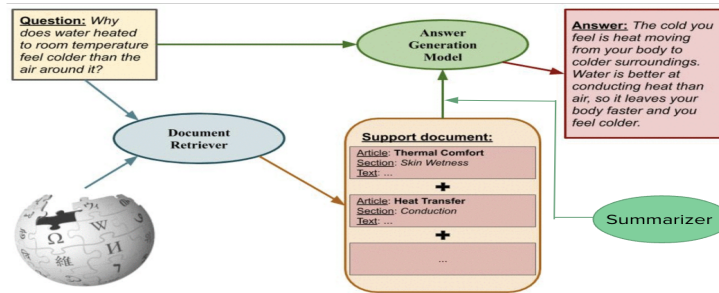 Question: Why
does water heated
to room temperature
feel colder than the
air around it?
Answer
Generation
Model
Answer: The cold you
feel is heat moving
from your body to
colder surroundings.
Water is better at
conducting heat than
air, so it leaves your
body faster and you
feel colder.
Document
Retriever
Support document:
Article: Thermal Comfort
Section: Skin Wetness
Text: ...
+
Article: Heat Transfer
Section: Conduction
Text: ...
+
...
Summarizer
Ω
W
И
維
7